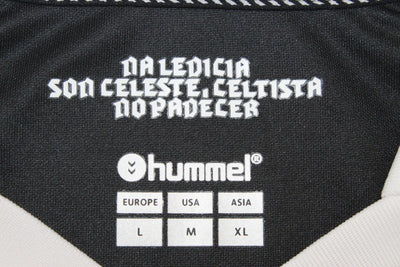 NA LEDICIA
SON CELESTE, CELTISTA
NO PADECER
hummel®
EUROPE USA ASIA
L M XL